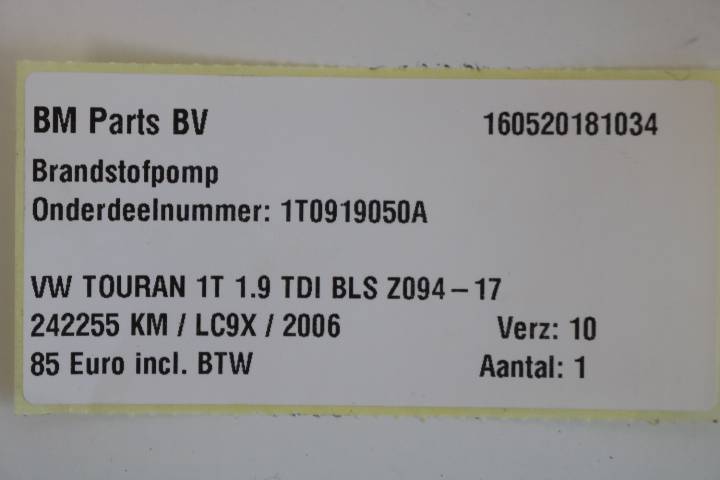 BM Parts BV 160520181034
Brandstofpomp
Onderdeelnummer: 1T0919050A
VW TOURAN 1T 1.9 TDI BLS Z094-17
242255 KM / LC9X / 2006 Verz: 10
85 Euro incl. BTW Aantal: 1